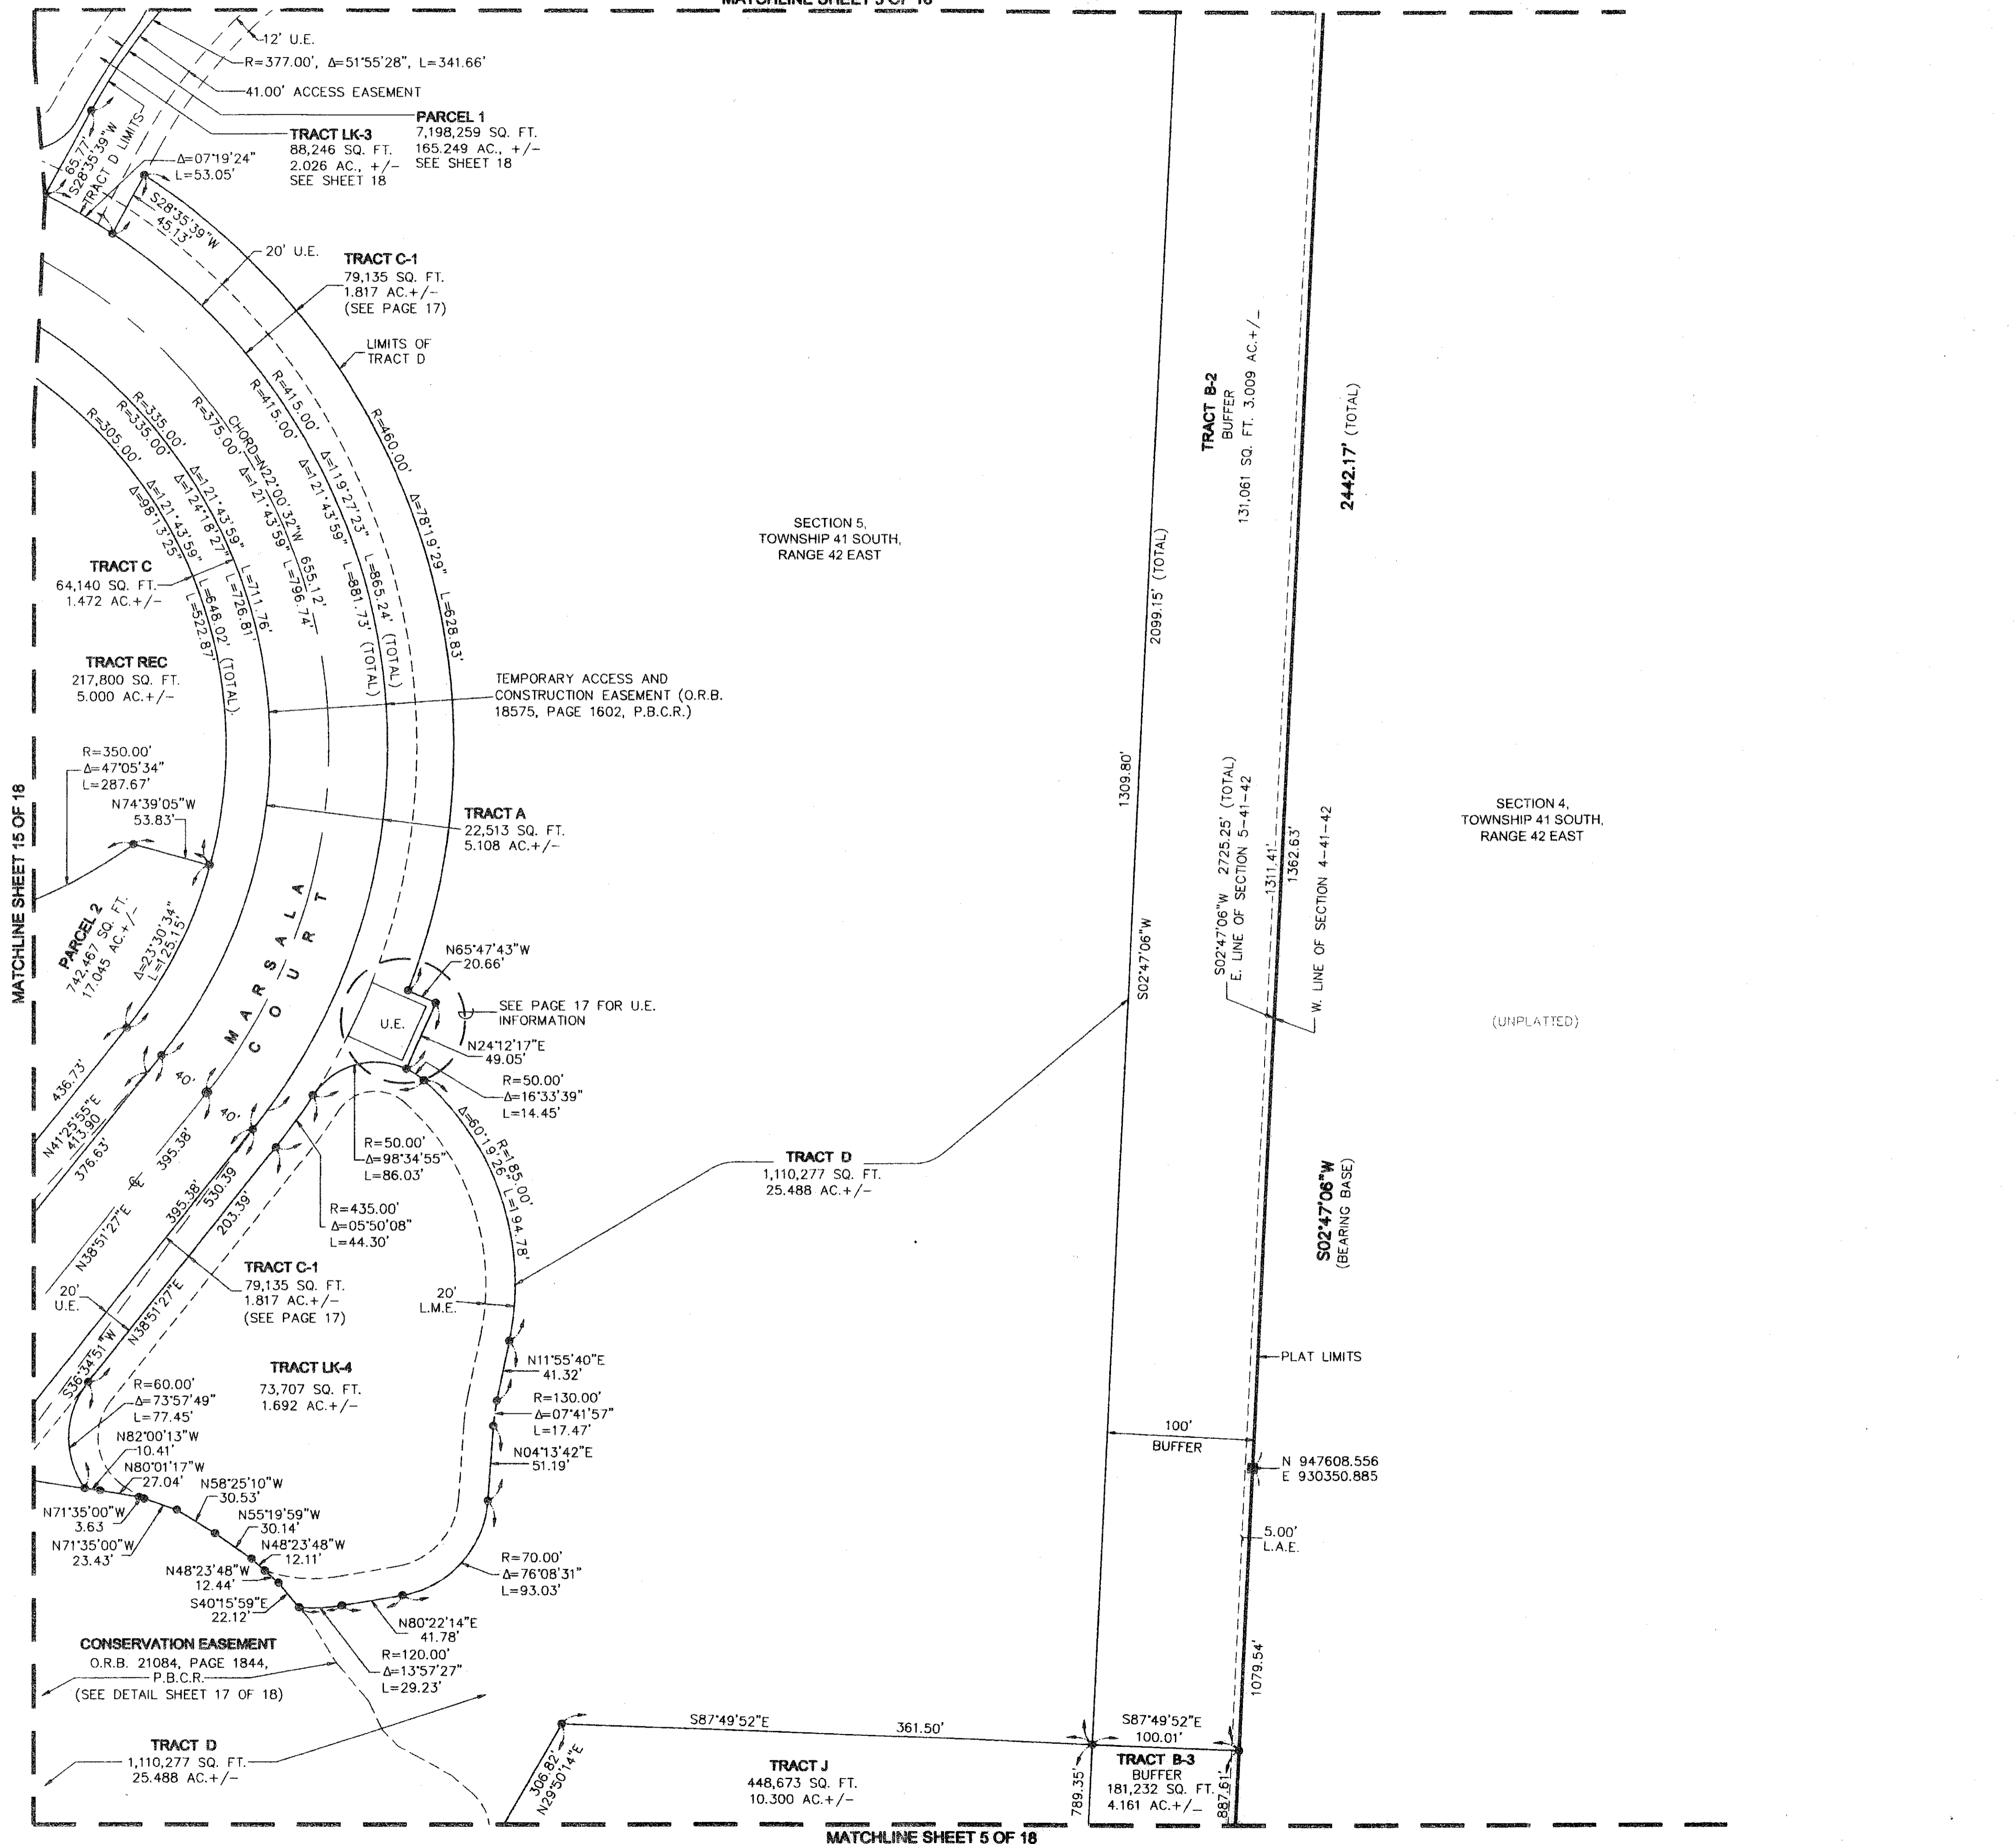 12' U.E.
R=377.00', Δ=51°55'28", L=341.66'
41.00' ACCESS EASEMENT
PARCEL 1
7,198,259 SQ. FT.
165.249 AC., +/-
SEE SHEET 18
TRACT LK-3
88,246 SQ. FT.
2.026 AC., +/-
SEE SHEET 18
65.77'
S28°35'39"W
TRACT D LIMITS
Δ=07°19'24"
L=53.05'
S28°35'39"W
45.13'
20' U.E.
TRACT C-1
79,135 SQ. FT.
1.817 AC.+/-
(SEE PAGE 17)
LIMITS OF
TRACT D
R=460.00' Δ=78°19'29" L=628.83'
R=415.00' Δ=119°27'23" L=865.24' (TOTAL)
R=415.00' Δ=121°43'59" L=881.73' (TOTAL)
CHORD=N22°00'32"W 655.12'
R=375.00' Δ=121°43'59" L=796.74'
R=335.00' Δ=121°43'59" L=711.76'
R=335.00' Δ=124°18'27" L=726.81'
R=305.00' Δ=121°43'59" L=648.02' (TOTAL)
Δ=98°13'25" L=522.87'
TRACT C
64,140 SQ. FT.
1.472 AC.+/-
TRACT REC
217,800 SQ. FT.
5.000 AC.+/-
R=350.00'
Δ=47°05'34"
L=287.67'
N74°39'05"W
53.83'
MATCHLINE SHEET 15 OF 18
PARCEL 2
742,467 SQ. FT.
17.045 AC.+/-
Δ=23°30'34"
L=125.15'
MARSALA
COURT
TEMPORARY ACCESS AND
CONSTRUCTION EASEMENT (O.R.B.
18575, PAGE 1602, P.B.C.R.)
TRACT A
22,513 SQ. FT.
5.108 AC.+/-
N65°47'43"W
20.66'
U.E.
SEE PAGE 17 FOR U.E.
INFORMATION
N24°12'17"E
49.05'
R=50.00'
Δ=16°33'39"
L=14.45'
436.73'
N41°25'55"E
413.90
376.63'
40'
40'
395.38'
N38°51'27"E
395.38'
530.39
203.39'
N38°51'27"E
R=50.00'
Δ=98°34'55"
L=86.03'
R=185.00'
Δ=60°19'26" L=194.78'
R=435.00'
Δ=05°50'08"
L=44.30'
TRACT C-1
79,135 SQ. FT.
1.817 AC.+/-
(SEE PAGE 17)
20'
U.E.
S36°34'51"W
20'
L.M.E.
TRACT LK-4
73,707 SQ. FT.
1.692 AC.+/-
R=60.00'
Δ=73°57'49"
L=77.45'
N82°00'13"W
10.41'
N80°01'17"W
27.04'
N58°25'10"W
30.53'
N71°35'00"W
3.63
N71°35'00"W
23.43'
N55°19'59"W
30.14'
N48°23'48"W
12.11'
N48°23'48"W
12.44'
S40°15'59"E
22.12'
N11°55'40"E
41.32'
R=130.00'
Δ=07°41'57"
L=17.47'
N04°13'42"E
51.19'
R=70.00'
Δ=76°08'31"
L=93.03'
N80°22'14"E
41.78'
R=120.00'
Δ=13°57'27"
L=29.23'
CONSERVATION EASEMENT
O.R.B. 21084, PAGE 1844,
P.B.C.R.
(SEE DETAIL SHEET 17 OF 18)
TRACT D
1,110,277 SQ. FT.
25.488 AC.+/-
306.82'
N29°50'14"E
S87°49'52"E 361.50'
TRACT J
448,673 SQ. FT.
10.300 AC.+/-
S87°49'52"E
100.01'
TRACT B-3
BUFFER
181,232 SQ. FT.
4.161 AC.+/-
789.35'
887.61'
1079.54'
SECTION 5,
TOWNSHIP 41 SOUTH,
RANGE 42 EAST
TRACT D
1,110,277 SQ. FT.
25.488 AC.+/-
2099.15' (TOTAL)
1309.80'
S02°47'06"W
TRACT B-2
BUFFER
131,061 SQ. FT. 3.009 AC.+/-
2442.17' (TOTAL)
S02°47'06"W 2725.25' (TOTAL)
E. LINE OF SECTION 5-41-42
1311.41'
1362.63'
W. LINE OF SECTION 4-41-42
SECTION 4,
TOWNSHIP 41 SOUTH,
RANGE 42 EAST
(UNPLATTED)
S02°47'06"W
(BEARING BASE)
PLAT LIMITS
100'
BUFFER
N 947608.556
E 930350.885
5.00'
L.A.E.
MATCHLINE SHEET 5 OF 18